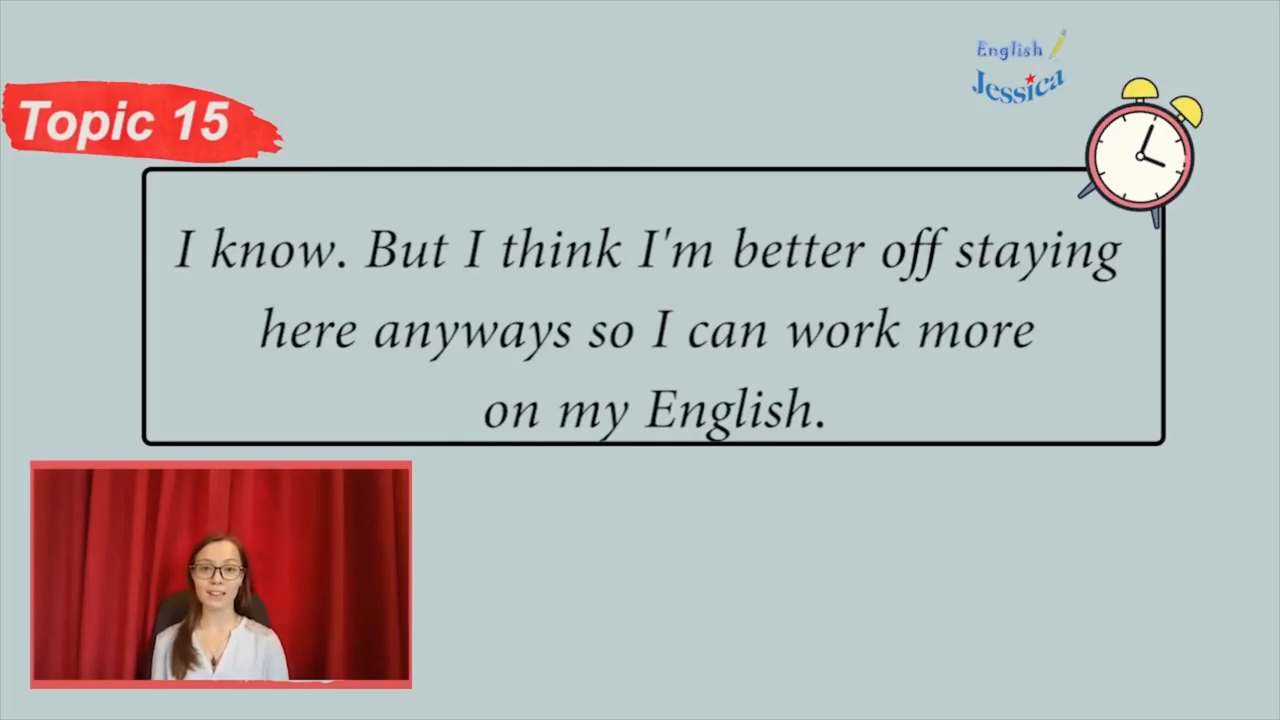 English
Jessica
Topic 15
I know. But I think I'm better off staying
here anyways so I can work more
on my English.